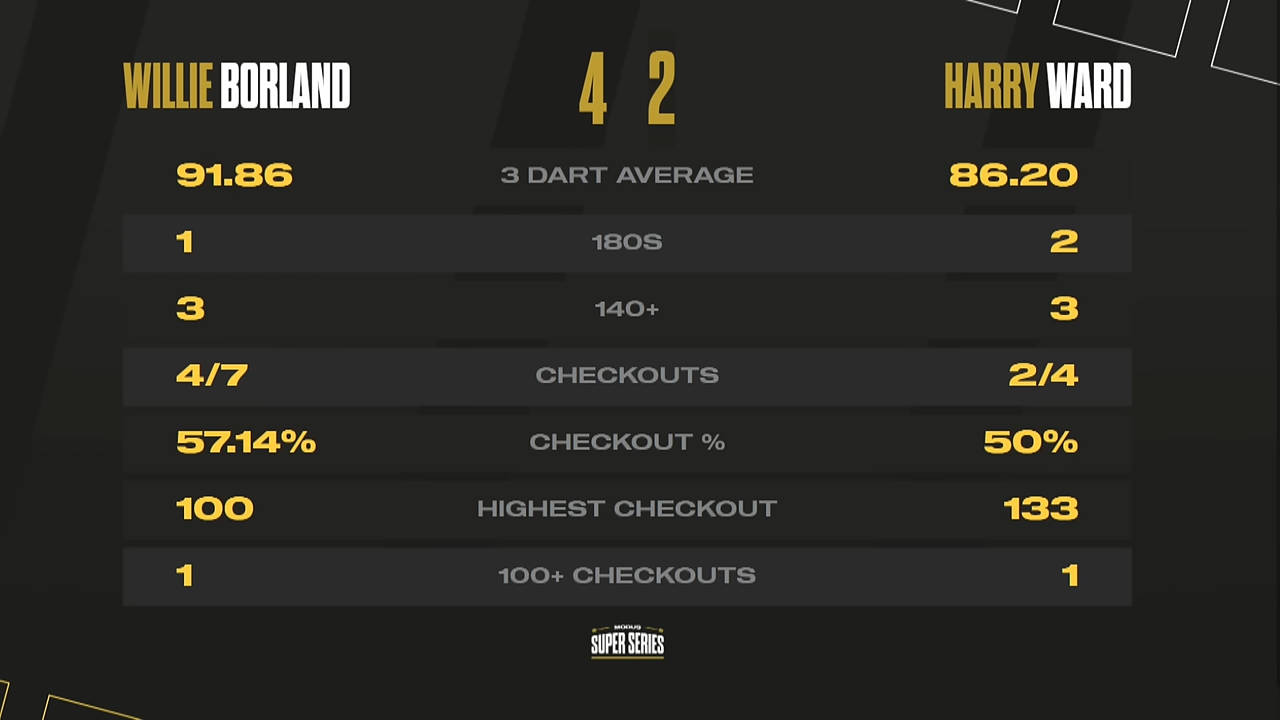 WILLIE BORLAND 4 2 HARRY WARD
91.86 3 DART AVERAGE 86.20
1 180S 2
3 140+ 3
4/7 CHECKOUTS 2/4
57.14% CHECKOUT % 50%
100 HIGHEST CHECKOUT 133
1 100+ CHECKOUTS 1
MODUS
SUPER SERIES